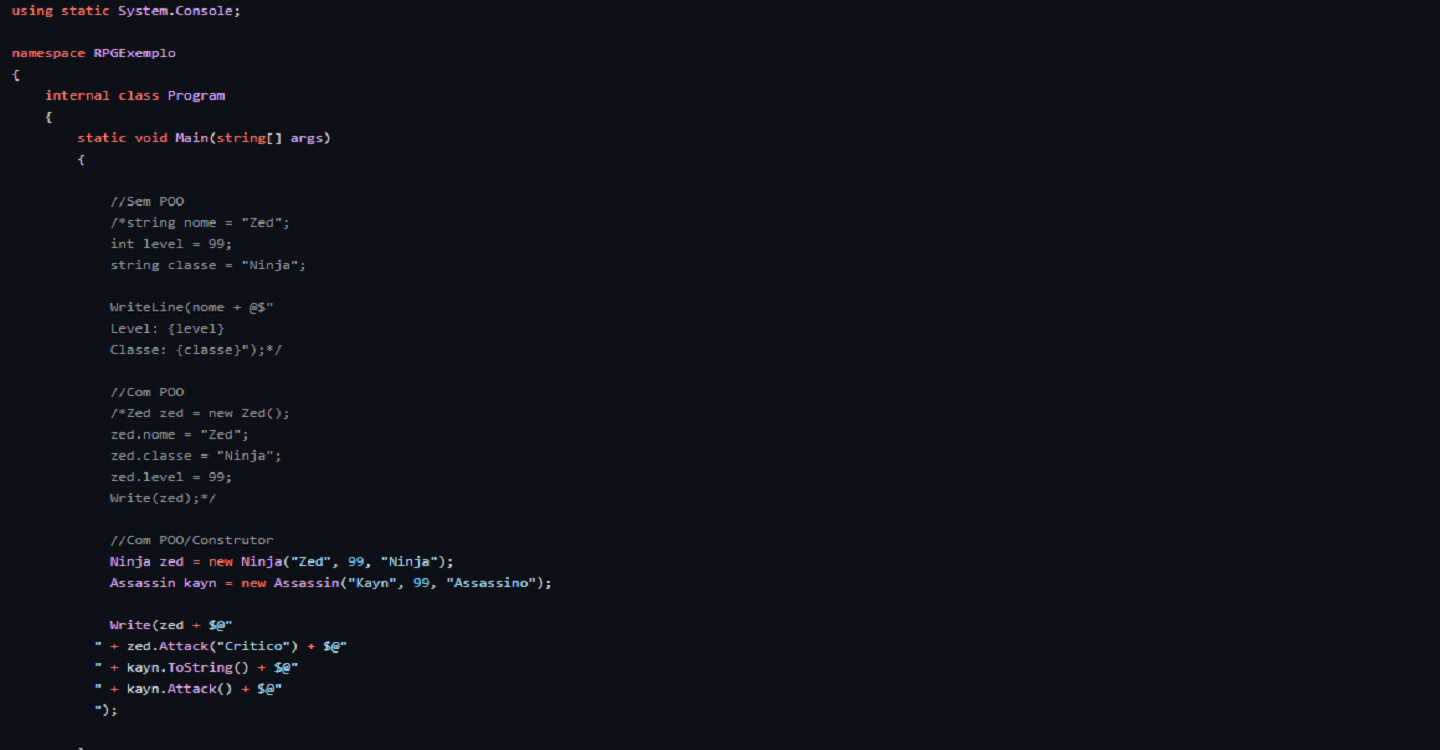 using static System.Console;
namespace RPGExemplo
{
internal class Program
{
static void Main(string[] args)
{
//Sem POO
/*string nome = "Zed";
int level = 99;
string classe = "Ninja";
WriteLine(nome + @$"
Level: {level}
Classe: {classe}");*/
//Com POO
/*Zed zed = new Zed();
zed.nome = "Zed";
zed.classe = "Ninja";
zed.level = 99;
Write(zed);*/
//Com POO/Construtor
Ninja zed = new Ninja("Zed", 99, "Ninja");
Assassin kayn = new Assassin("Kayn", 99, "Assassino");
Write(zed + $@"
" + zed.Attack("Critico") + $@"
" + kayn.ToString() + $@"
" + kayn.Attack() + $@"
");